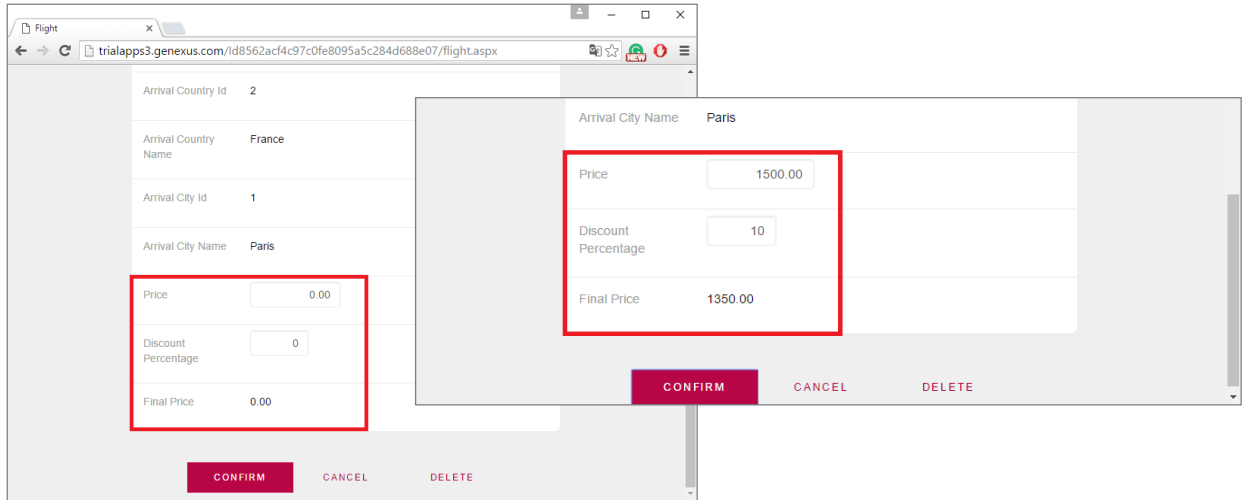 Flight
trialapps3.genexus.com/Id8562acf4c97c0fe8095a5c284d688e07/flight.aspx
NEW
Arrival Country Id 2
Arrival Country
Name
France
Arrival City Id 1
Arrival City Name Paris
Price 0.00
Discount
Percentage
0
Final Price 0.00
CONFIRM CANCEL DELETE
Arrival City Name Paris
Price 1500.00
Discount
Percentage
10
Final Price 1350.00
CONFIRM CANCEL DELETE